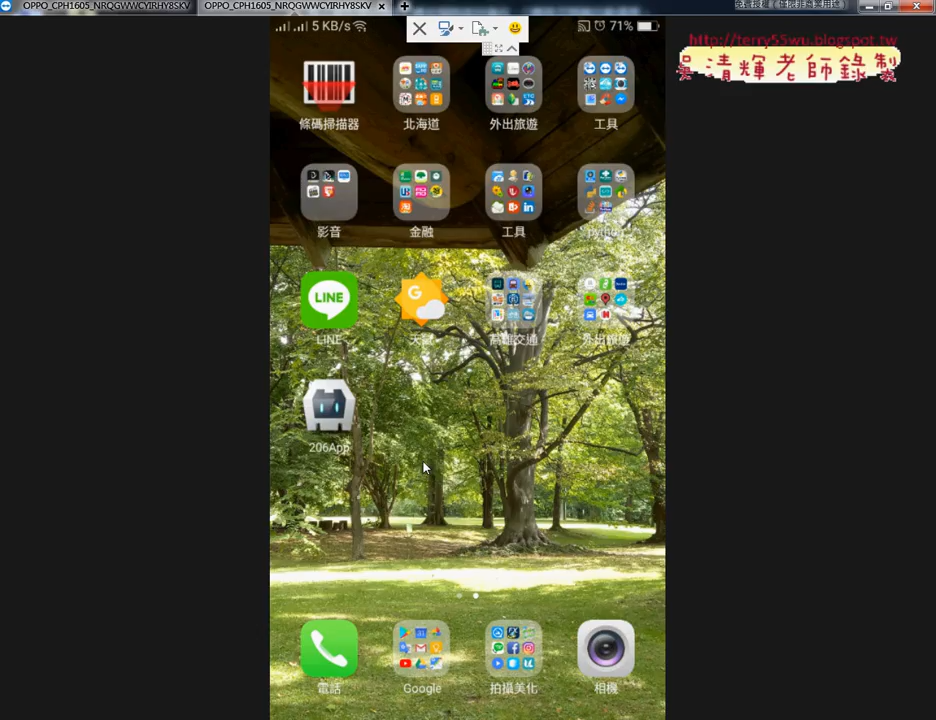 OPPO_CPH1605_NRQGWWCYIRHY8SKV
OPPO_CPH1605_NRQGWWCYIRHY8SKV
5 KB/s
71%
http://terry55wu.blogspot.tw
吳清輝老師錄製
條碼掃描器
北海道
外出旅遊
工具
影音
金融
工具
python
LINE
LINE
天氣
高雄交通
外出旅遊
206App
電話
Google
拍攝美化
相機